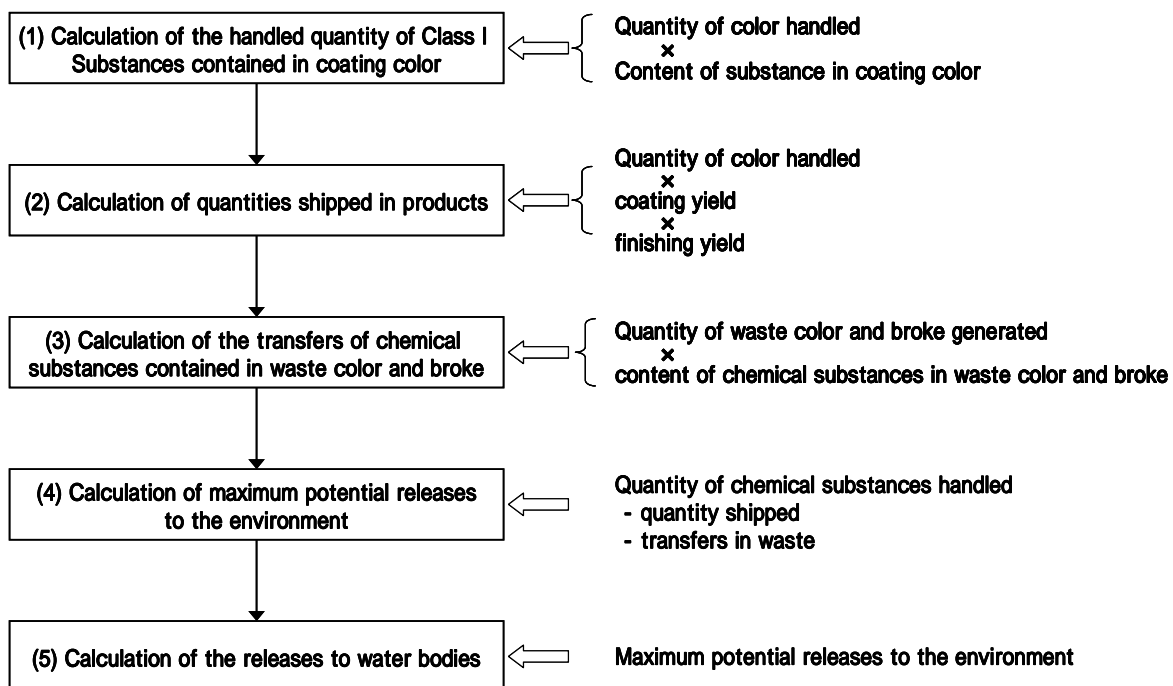 (1) Calculation of the handled quantity of Class I
Substances contained in coating color
Quantity of color handled
×
Content of substance in coating color
(2) Calculation of quantities shipped in products
Quantity of color handled
×
coating yield
×
finishing yield
(3) Calculation of the transfers of chemical
substances contained in waste color and broke
Quantity of waste color and broke generated
×
content of chemical substances in waste color and broke
(4) Calculation of maximum potential releases
to the environment
Quantity of chemical substances handled
- quantity shipped
- transfers in waste
(5) Calculation of the releases to water bodies
Maximum potential releases to the environment